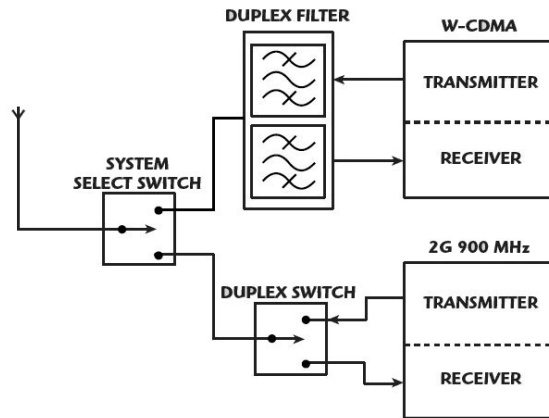 DUPLEX FILTER
W-CDMA
TRANSMITTER
RECEIVER
SYSTEM
SELECT SWITCH
2G 900 MHz
DUPLEX SWITCH
TRANSMITTER
RECEIVER